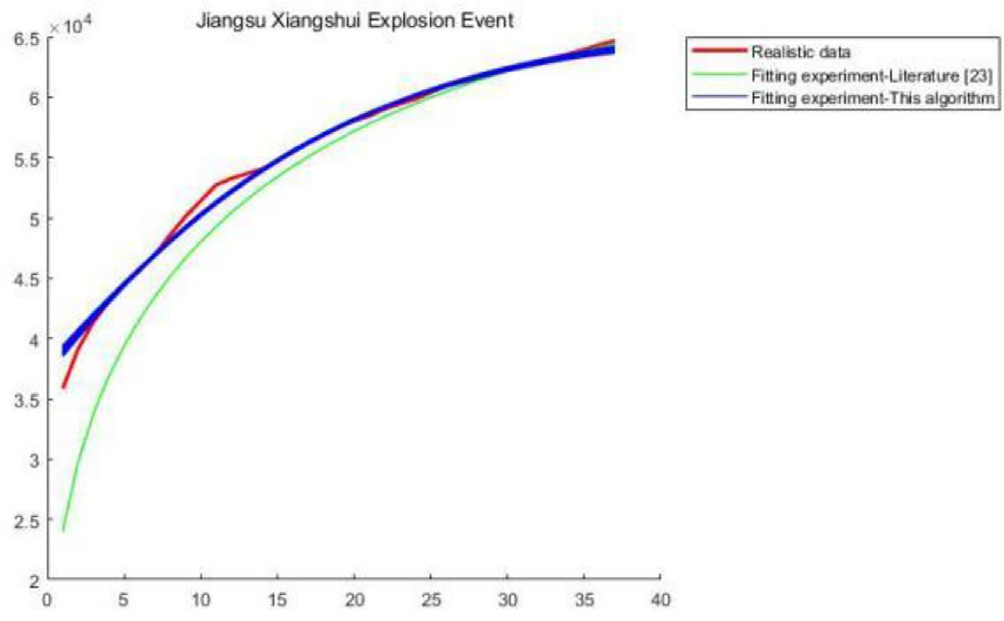 ×10⁴
Jiangsu Xiangshui Explosion Event
6.5
6
5.5
5
4.5
4
3.5
3
2.5
2
0 5 10 15 20 25 30 35 40
Realistic data
Fitting experiment-Literature [23]
Fitting experiment-This algorithm